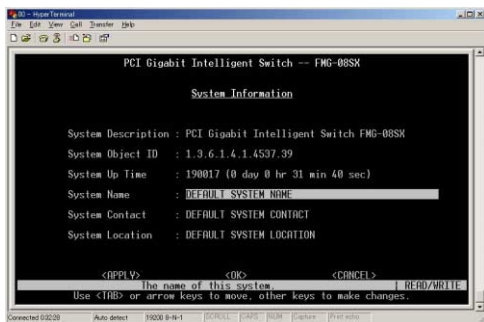 00 - HyperTerminal
File Edit View Call Transfer Help
PCI Gigabit Intelligent Switch -- FMG-08SX
System Information
System Description : PCI Gigabit Intelligent Switch FMG-08SX
System Object ID : 1.3.6.1.4.1.4537.39
System Up Time : 190017 (0 day 0 hr 31 min 40 sec)
System Name : DEFAULT SYSTEM NAME
System Contact : DEFAULT SYSTEM CONTACT
System Location : DEFAULT SYSTEM LOCATION
<APPLY> <OK> <CANCEL>
The name of this system. | READ/WRITE
Use <TAB> or arrow keys to move, other keys to make changes.
Connected 0:32:28 Auto detect 19200 8-N-1 SCROLL CAPS NUM Capture Print echo